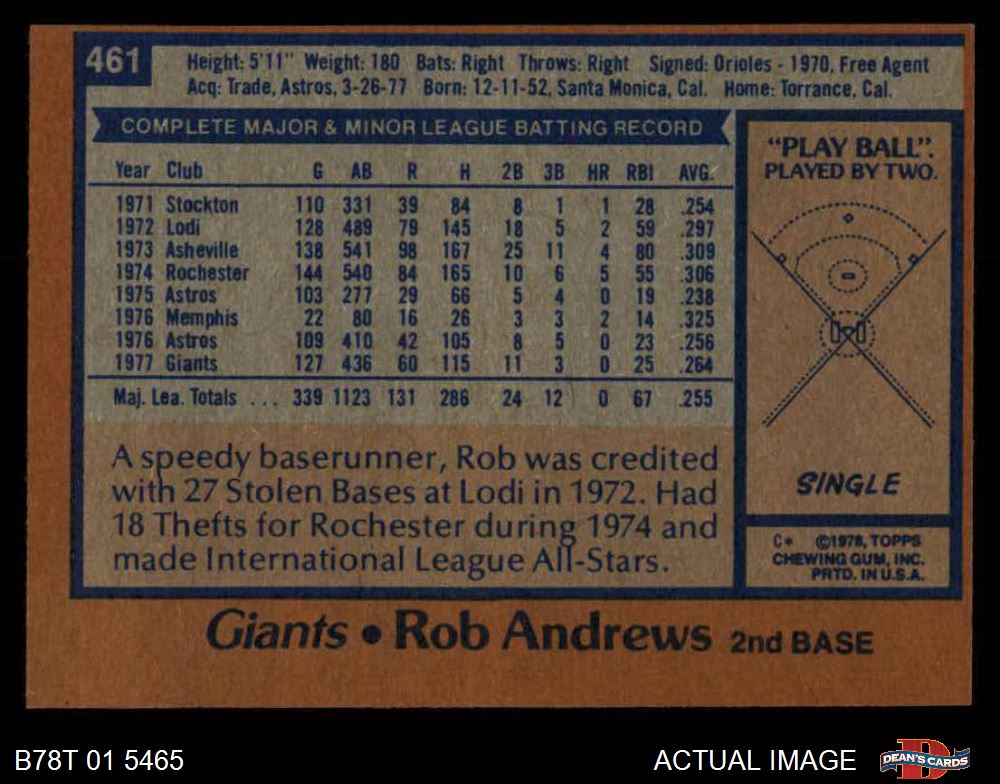 461
Height: 5'11" Weight: 180 Bats: Right Throws: Right Signed: Orioles - 1970, Free Agent
Acq: Trade, Astros, 3-26-77 Born: 12-11-52, Santa Monica, Cal. Home: Torrance, Cal.
COMPLETE MAJOR & MINOR LEAGUE BATTING RECORD
Year Club G AB R H 2B 3B HR RBI AVG.
1971 Stockton 110 331 39 84 8 1 1 28 .254
1972 Lodi 128 489 79 145 18 5 2 59 .297
1973 Asheville 138 541 98 167 25 11 4 80 .309
1974 Rochester 144 540 84 165 10 6 5 55 .306
1975 Astros 103 277 29 66 5 4 0 19 .238
1976 Memphis 22 80 16 26 3 3 2 14 .325
1976 Astros 109 410 42 105 8 5 0 23 .256
1977 Giants 127 436 60 115 11 3 0 25 .264
Maj. Lea. Totals ... 339 1123 131 286 24 12 0 67 .255
A speedy baserunner, Rob was credited
with 27 Stolen Bases at Lodi in 1972. Had
18 Thefts for Rochester during 1974 and
made International League All-Stars.
"PLAY BALL".
PLAYED BY TWO.
SINGLE
C* ©1978, TOPPS
CHEWING GUM, INC.
PRTD. IN U.S.A.
Giants • Rob Andrews 2nd BASE
B78T 01 5465
ACTUAL IMAGE
D
DEAN'S CARDS